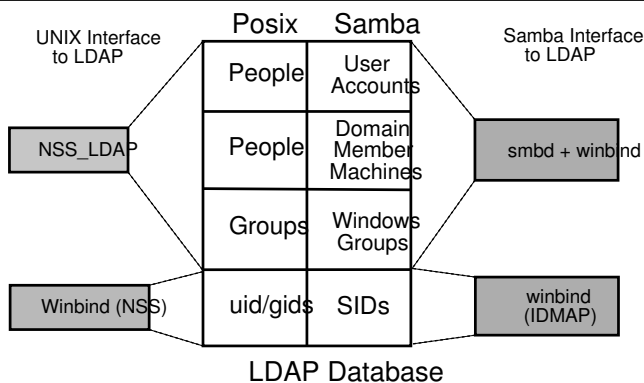 UNIX Interface
to LDAP
Posix
Samba
Samba Interface
to LDAP
People
User
Accounts
People
Domain
Member
Machines
NSS_LDAP
smbd + winbind
Groups
Windows
Groups
Winbind (NSS)
uid/gids
SIDs
winbind
(IDMAP)
LDAP Database